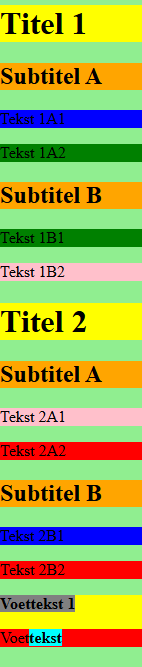 Titel 1
Subtitel A
Tekst 1A1
Tekst 1A2
Subtitel B
Tekst 1B1
Tekst 1B2
Titel 2
Subtitel A
Tekst 2A1
Tekst 2A2
Subtitel B
Tekst 2B1
Tekst 2B2
Voettekst 1
Voettekst